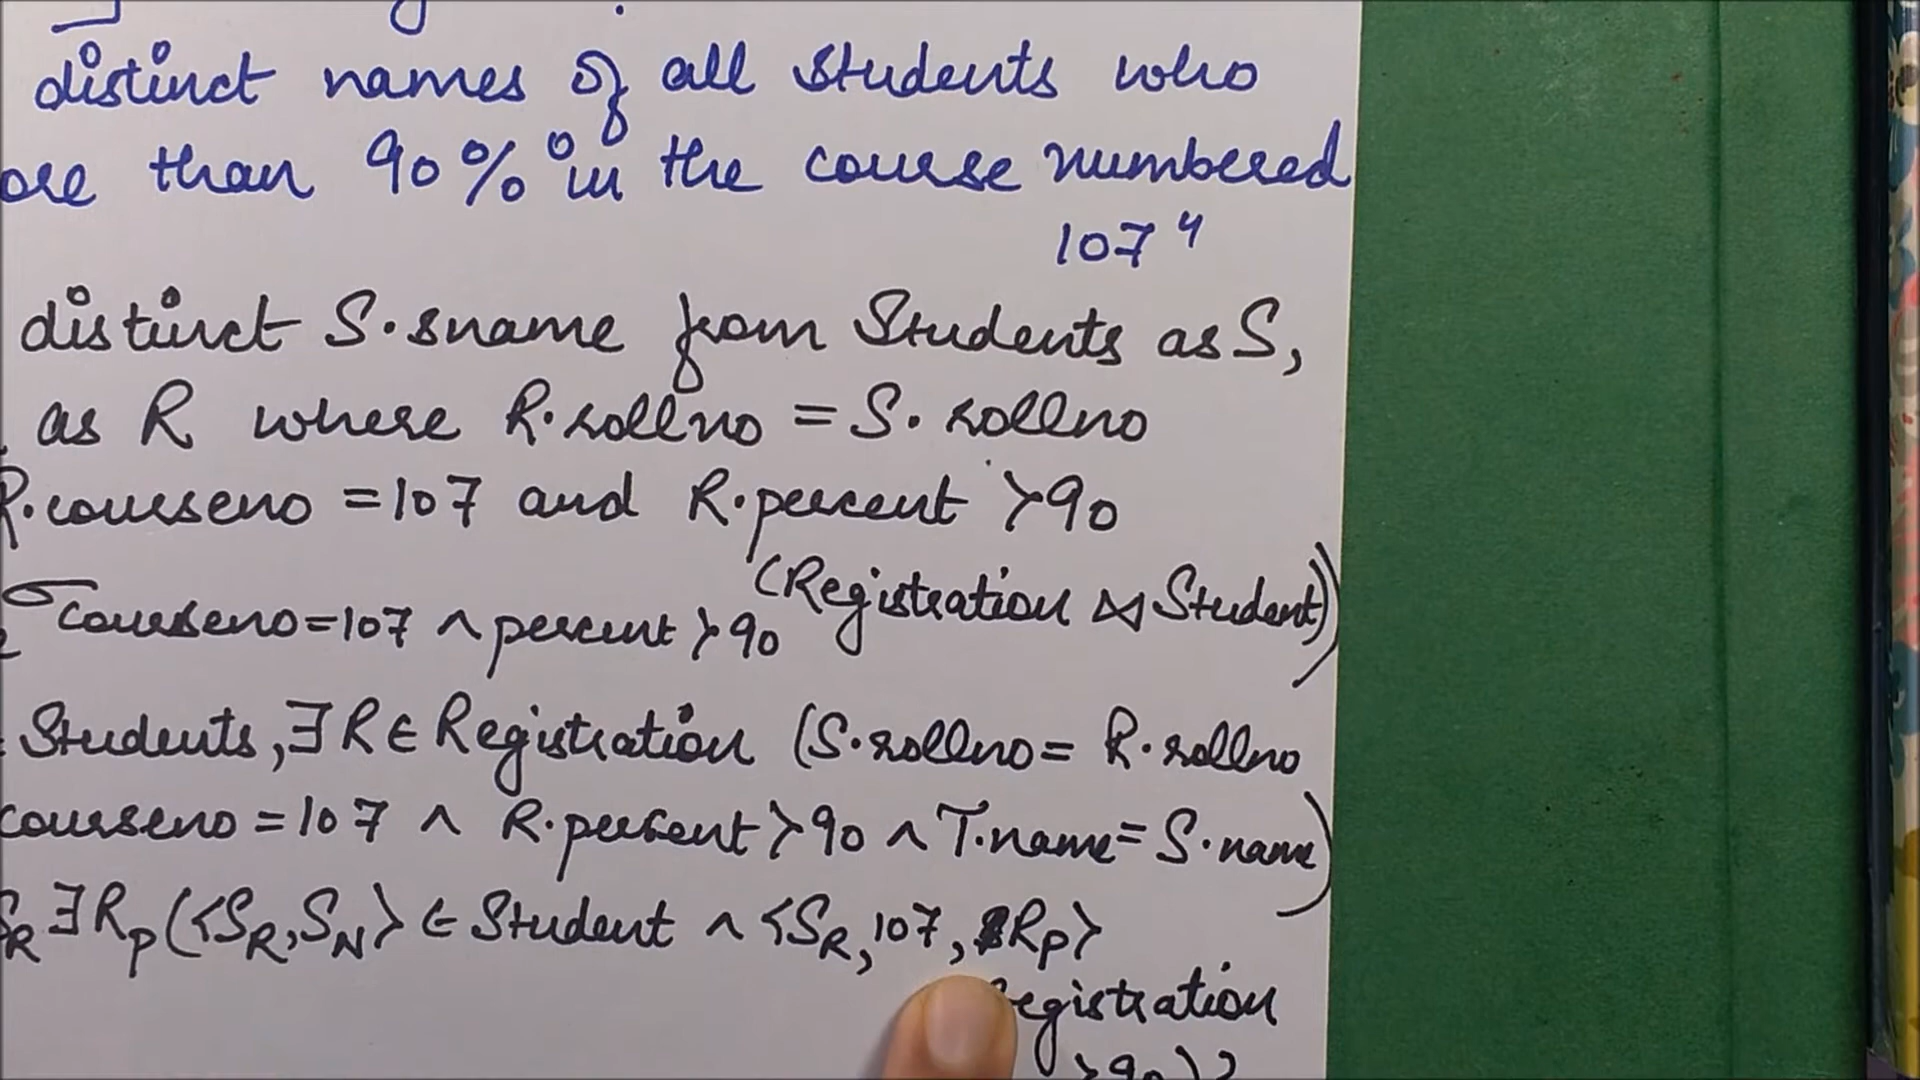 distinct names of all students who
ore than 90% in the course numbered
107"
distinct S.sname from Students as S,
as R where R.rollno = S.rollno
R.courseno = 107 and R.percent > 90
σ courseno=107 ∧ percent > 90 (Registration ⋈ Student))
Students, ∃ R ∈ Registration (S.rollno = R.rollno
courseno = 107 ∧ R.percent > 90 ∧ T.name = S.name)
SR ∃ Rp (<SR, SN> ∈ Student ∧ <SR, 107, Rp>
egistration
>90)}